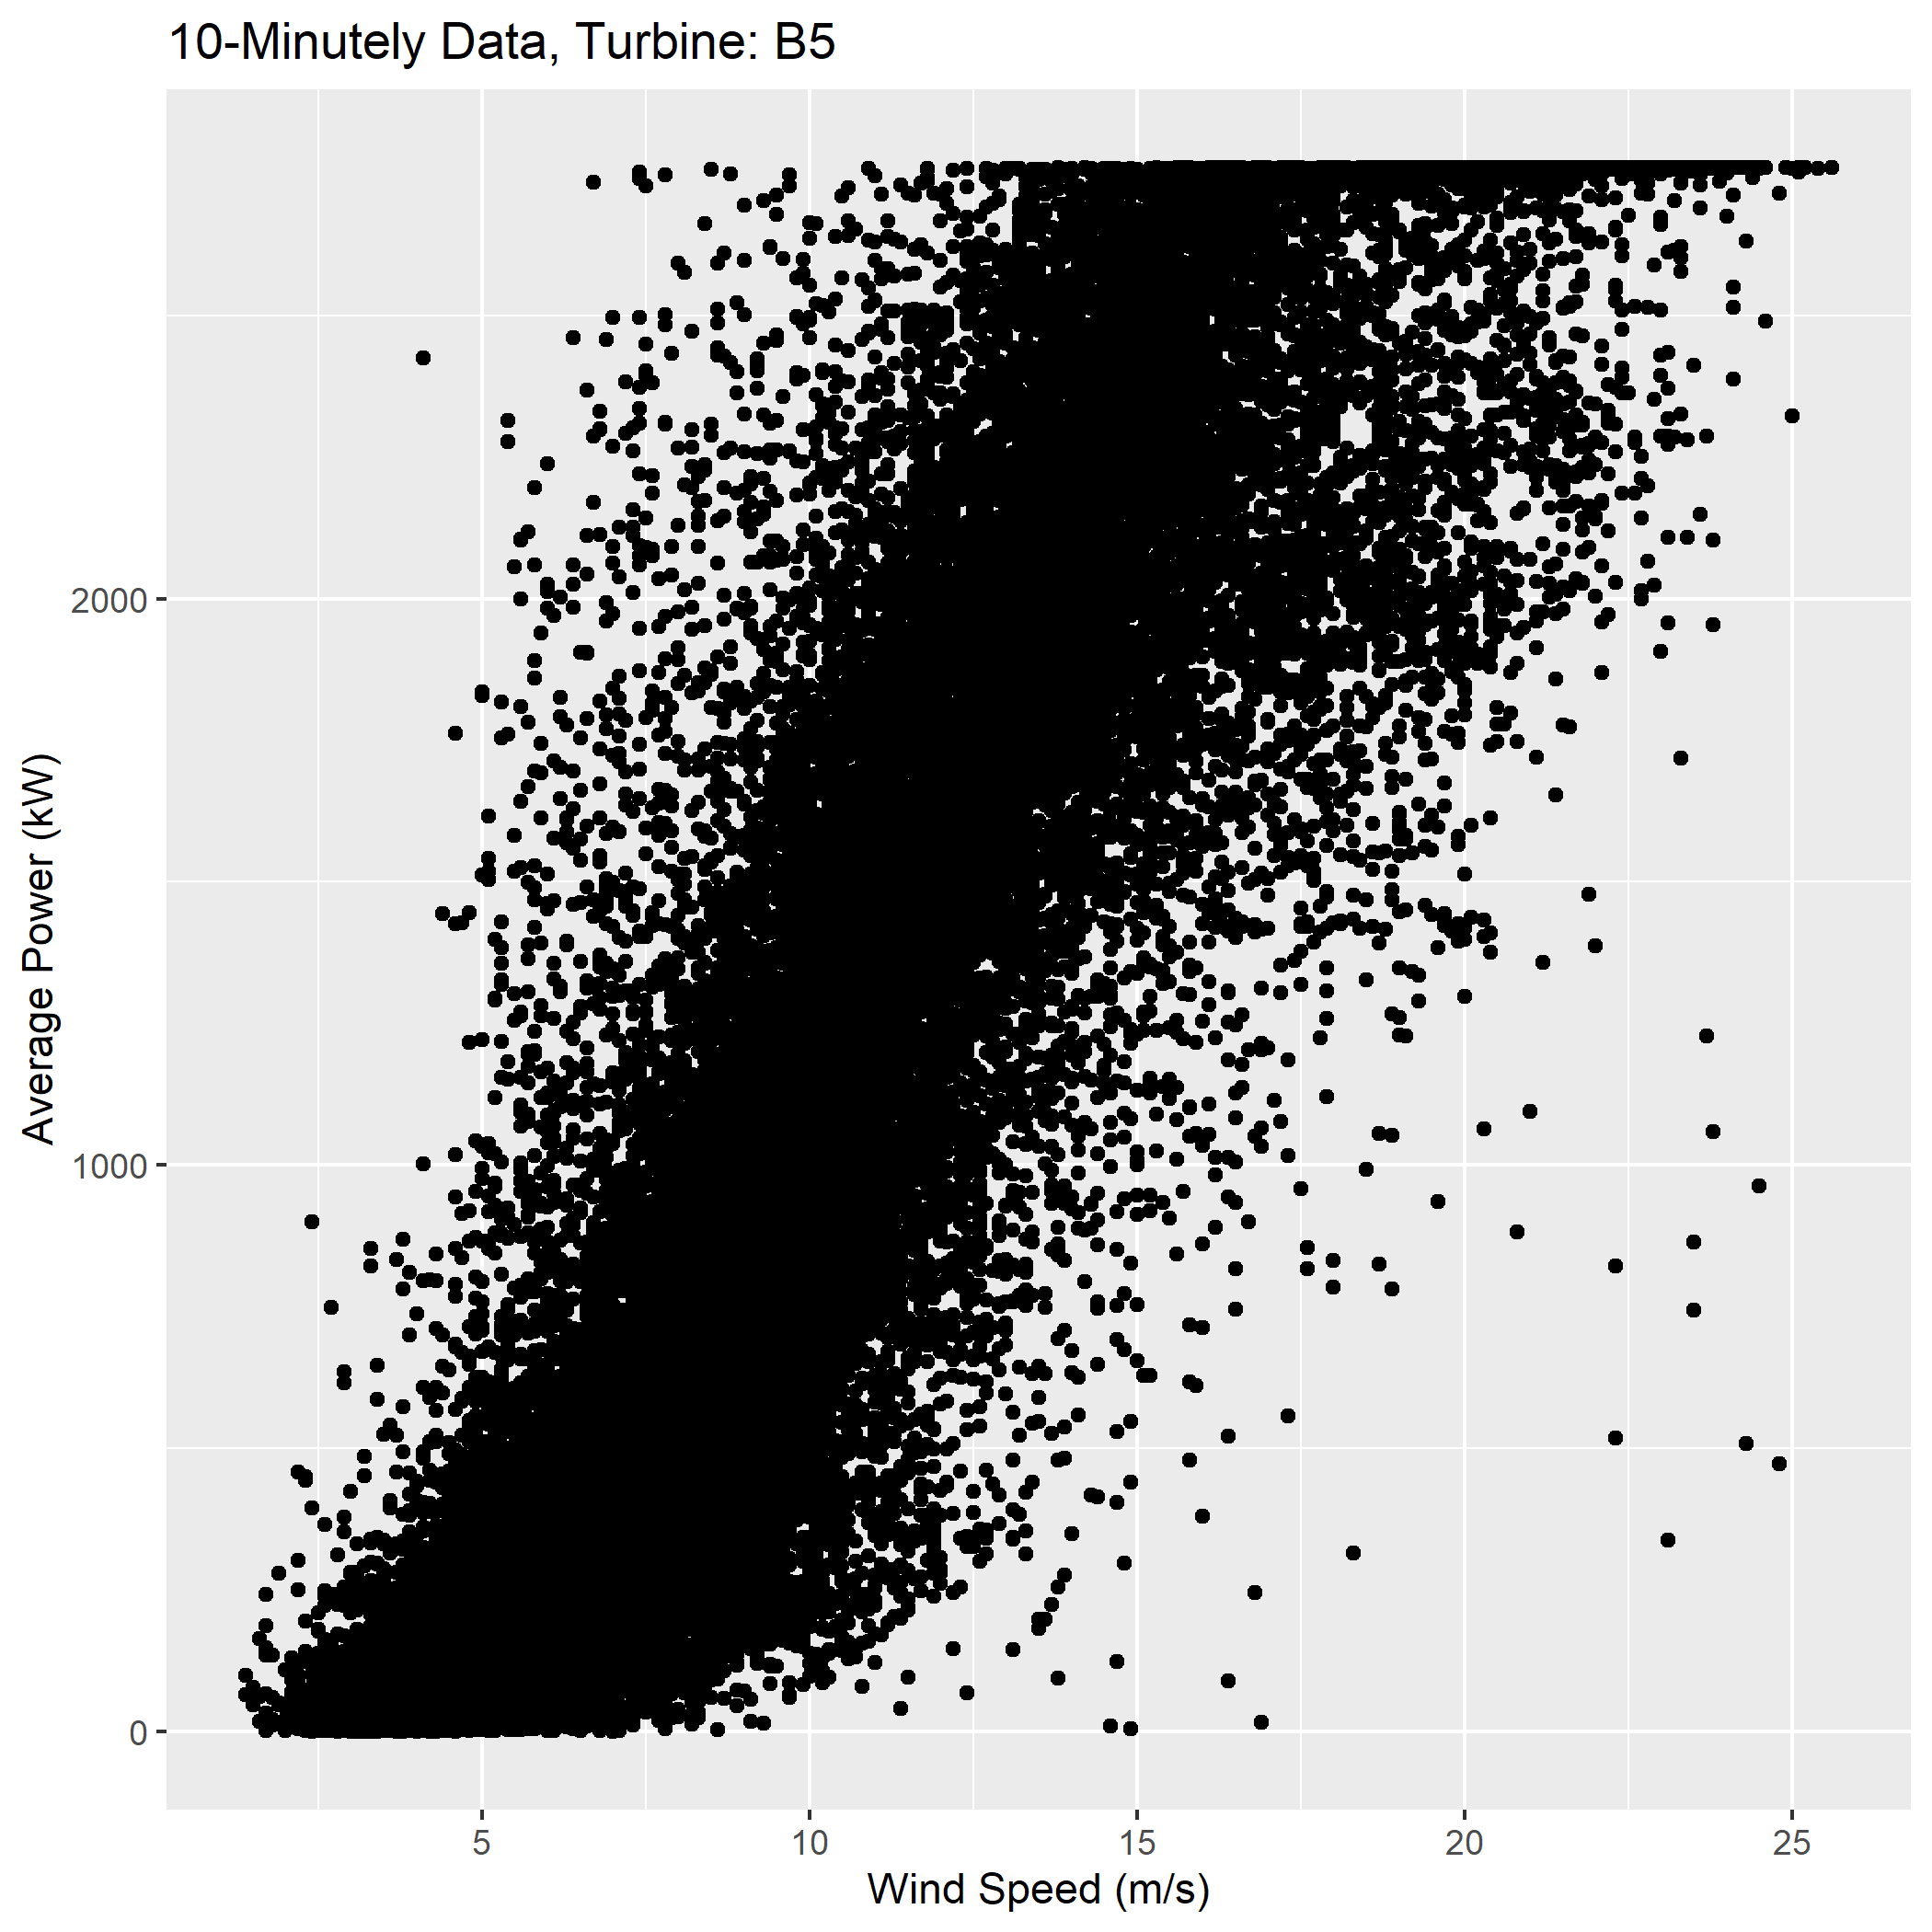 10-Minutely Data, Turbine: B5
Average Power (kW)
2000
1000
0
5 10 15 20 25
Wind Speed (m/s)